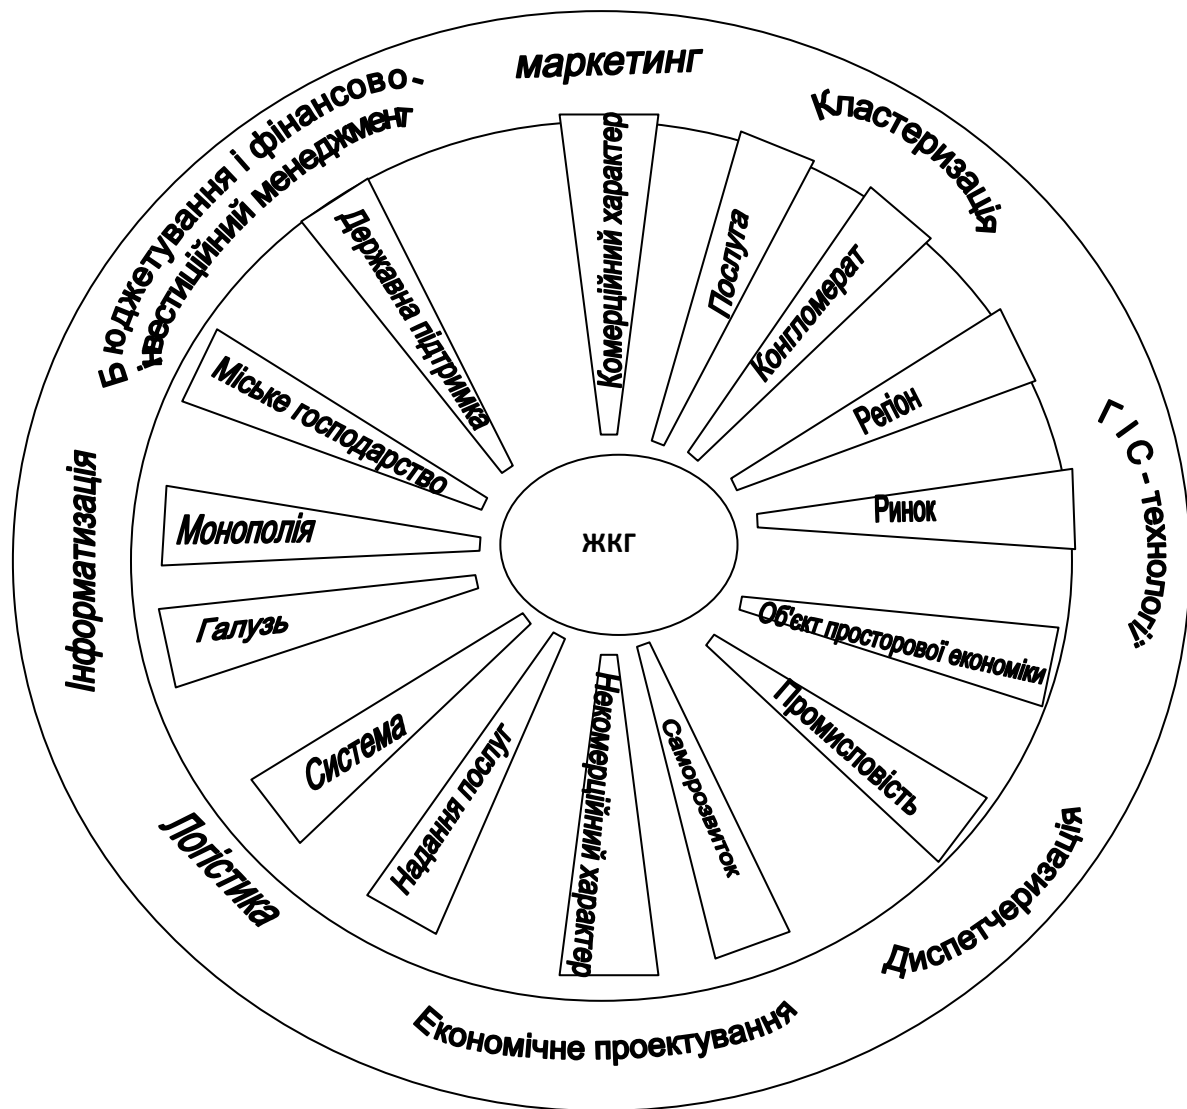 маркетинг
Кластеризація
ГІС - технології
Диспетчеризація
Економічне проектування
Логістика
Інформатизація
Бюджетування і фінансово-
інвестиційний менеджмент
Комерційний характер
Послуга
Конгломерат
Регіон
Ринок
Об'єкт просторової економіки
Промисловість
Саморозвиток
Некомерційний характер
Надання послуг
Система
Галузь
Монополія
Міське господарство
Державна підтримка
ЖКГ